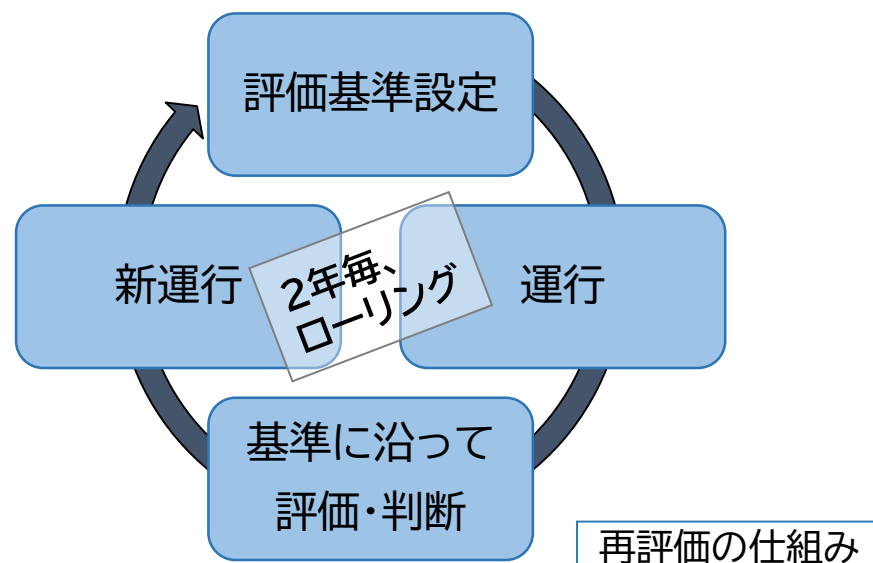 評価基準設定
新運行
2年毎、
ローリング
運行
基準に沿って
評価・判断
再評価の仕組み